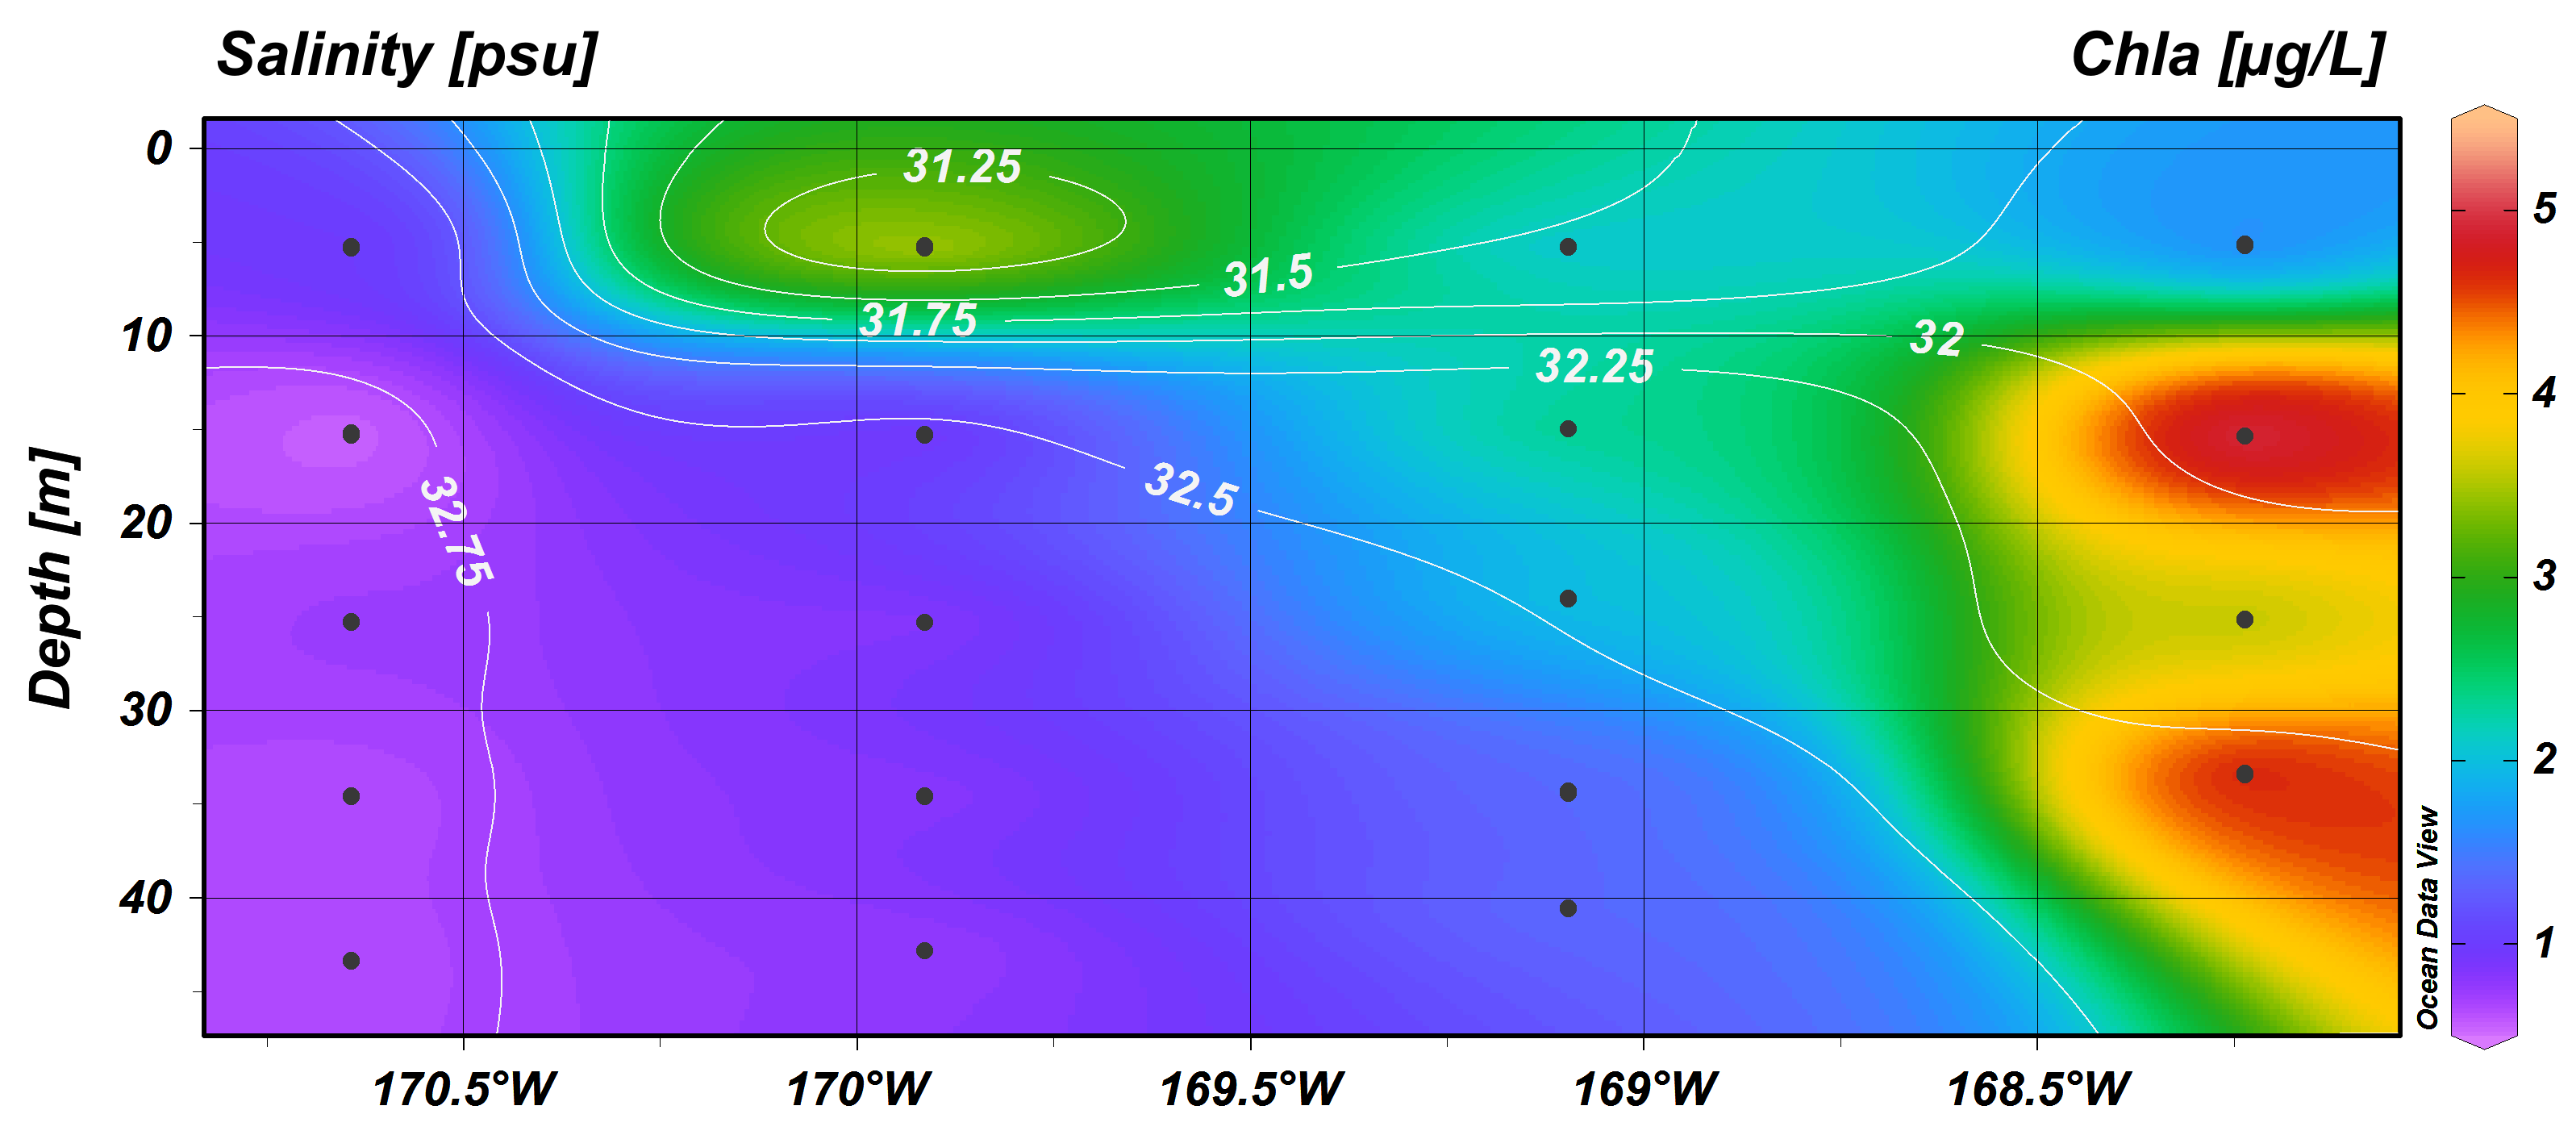 Salinity [psu]
Chla [µg/L]
0
10
20
30
40
Depth [m]
31.25
31.5
31.75
32
32.25
32.5
32.75
170.5°W
170°W
169.5°W
169°W
168.5°W
5
4
3
2
1
Ocean Data View